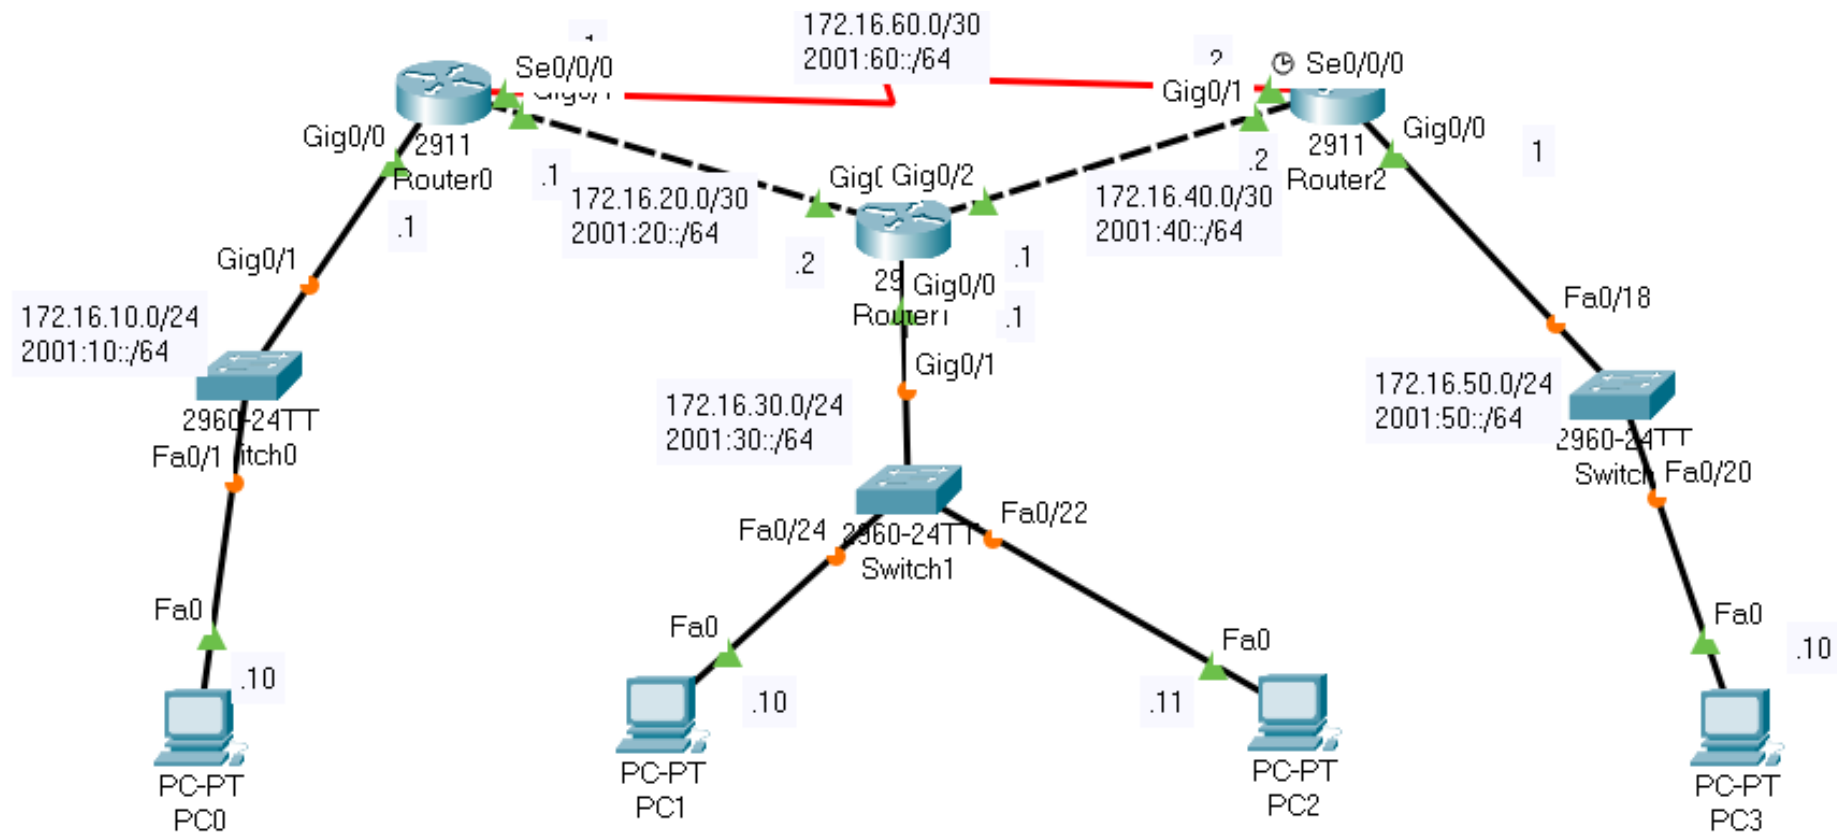 172.16.60.0/30
2001:60::/64
.1
Se0/0/0
Gig0/1
.2
Se0/0/0
Gig0/1
Gig0/0
2911
Router0
.1
172.16.20.0/30
2001:20::/64
Gig0/2
.2
172.16.40.0/30
2001:40::/64
2911
Router2
Gig0/0
1
.1
Gig0/1
.2
.1
Gig0/0
Router1
.1
172.16.10.0/24
2001:10::/64
Fa0/18
Gig0/1
2960-24TT
Fa0/1
172.16.30.0/24
2001:30::/64
172.16.50.0/24
2001:50::/64
2960-24TT
Switch
Fa0/20
Fa0/24
2960-24TT
Switch1
Fa0/22
Fa0
.10
Fa0
.10
Fa0
.11
Fa0
.10
PC-PT
PC0
PC-PT
PC1
PC-PT
PC2
PC-PT
PC3